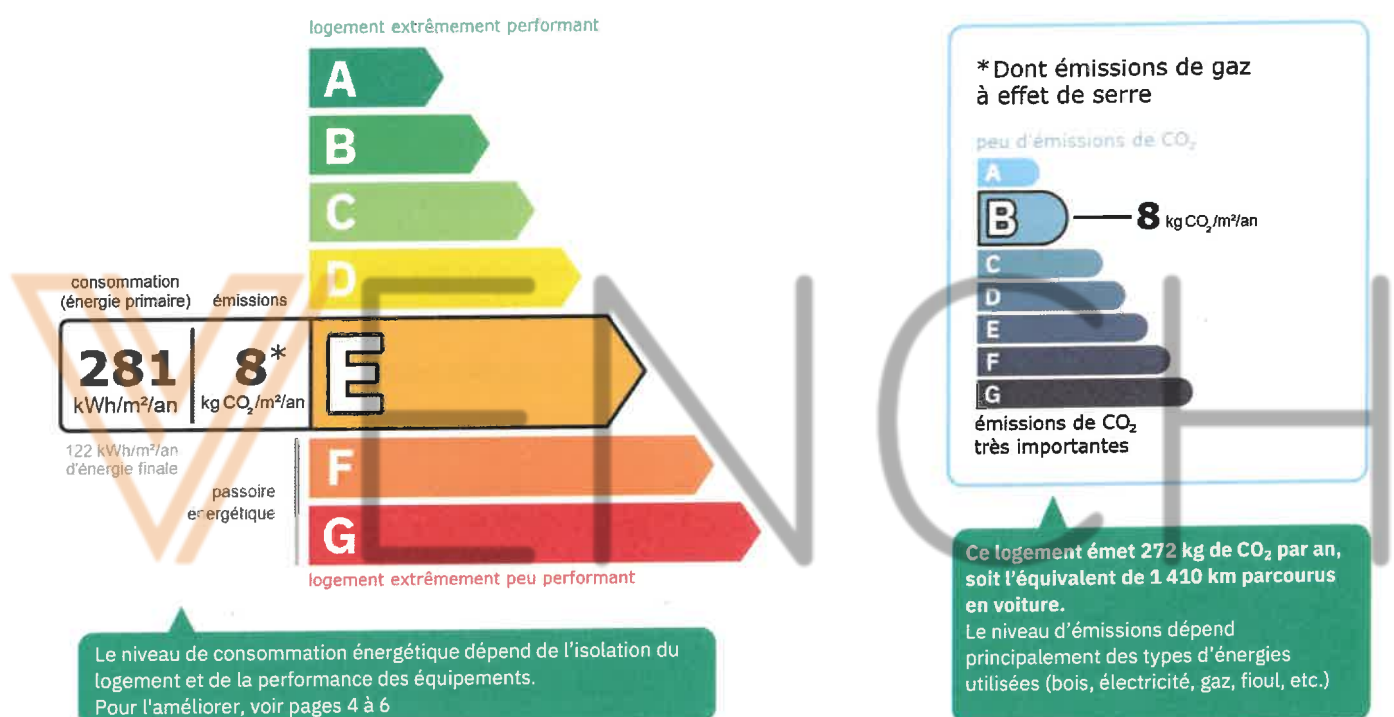 logement extrêmement performant
A
B
C
D
consommation
(énergie primaire)
émissions
281
kWh/m²/an
8*
kg CO₂/m²/an
E
122 kWh/m²/an
d'énergie finale
passoire
énergétique
F
G
logement extrêmement peu performant
Le niveau de consommation énergétique dépend de l'isolation du
logement et de la performance des équipements.
Pour l'améliorer, voir pages 4 à 6
*Dont émissions de gaz
à effet de serre
peu d'émissions de CO₂
A
B
8 kg CO₂/m²/an
C
D
E
F
G
émissions de CO₂
très importantes
Ce logement émet 272 kg de CO₂ par an,
soit l'équivalent de 1 410 km parcourus
en voiture.
Le niveau d'émissions dépend
principalement des types d'énergies
utilisées (bois, électricité, gaz, fioul, etc.)
VENCH